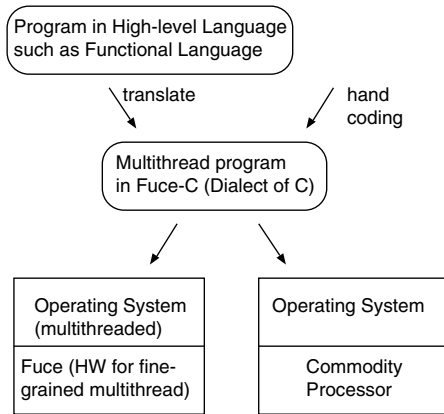 Program in High-level Language
such as Functional Language
translate
hand
coding
Multithread program
in Fuce-C (Dialect of C)
Operating System
(multithreaded)
Fuce (HW for fine-
grained multithread)
Operating System
Commodity
Processor